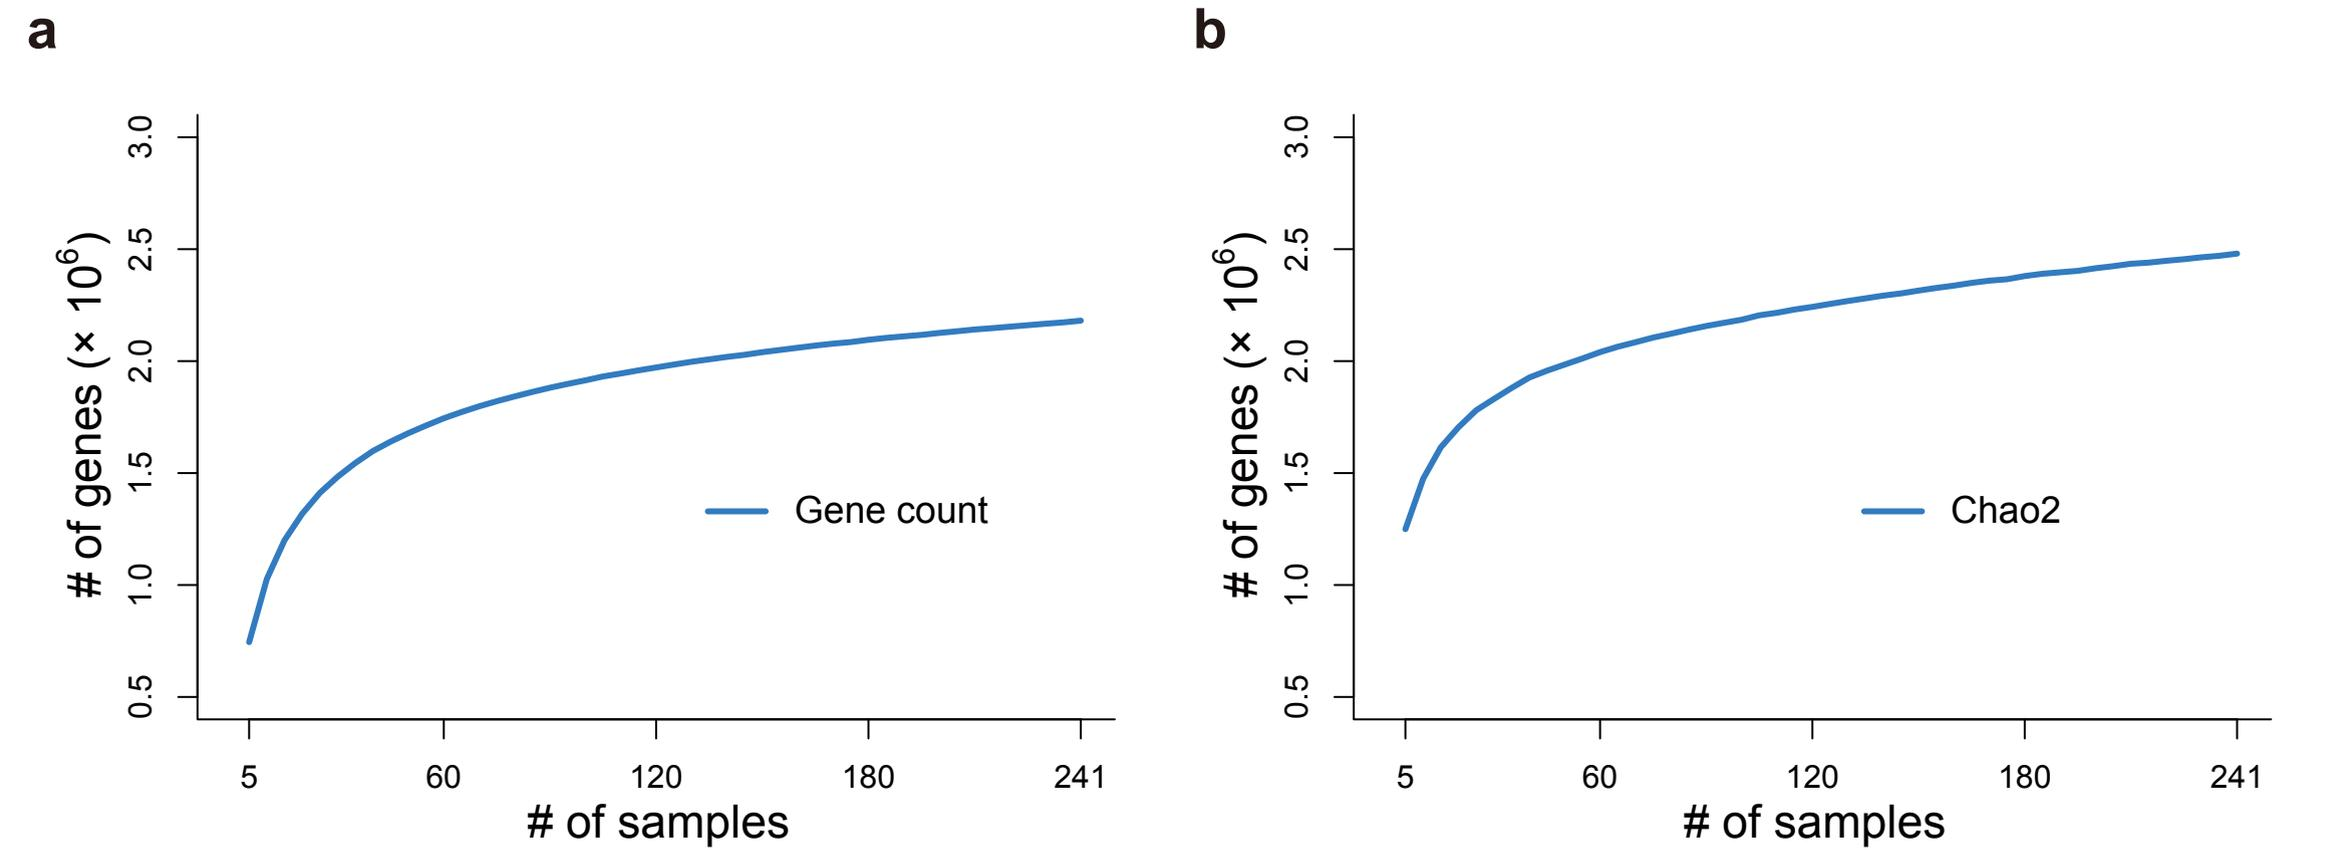 a
3.0
2.5
2.0
1.5
1.0
0.5
# of genes (× 10⁶)
Gene count
5 60 120 180 241
# of samples
b
3.0
2.5
2.0
1.5
1.0
0.5
# of genes (× 10⁶)
Chao2
5 60 120 180 241
# of samples